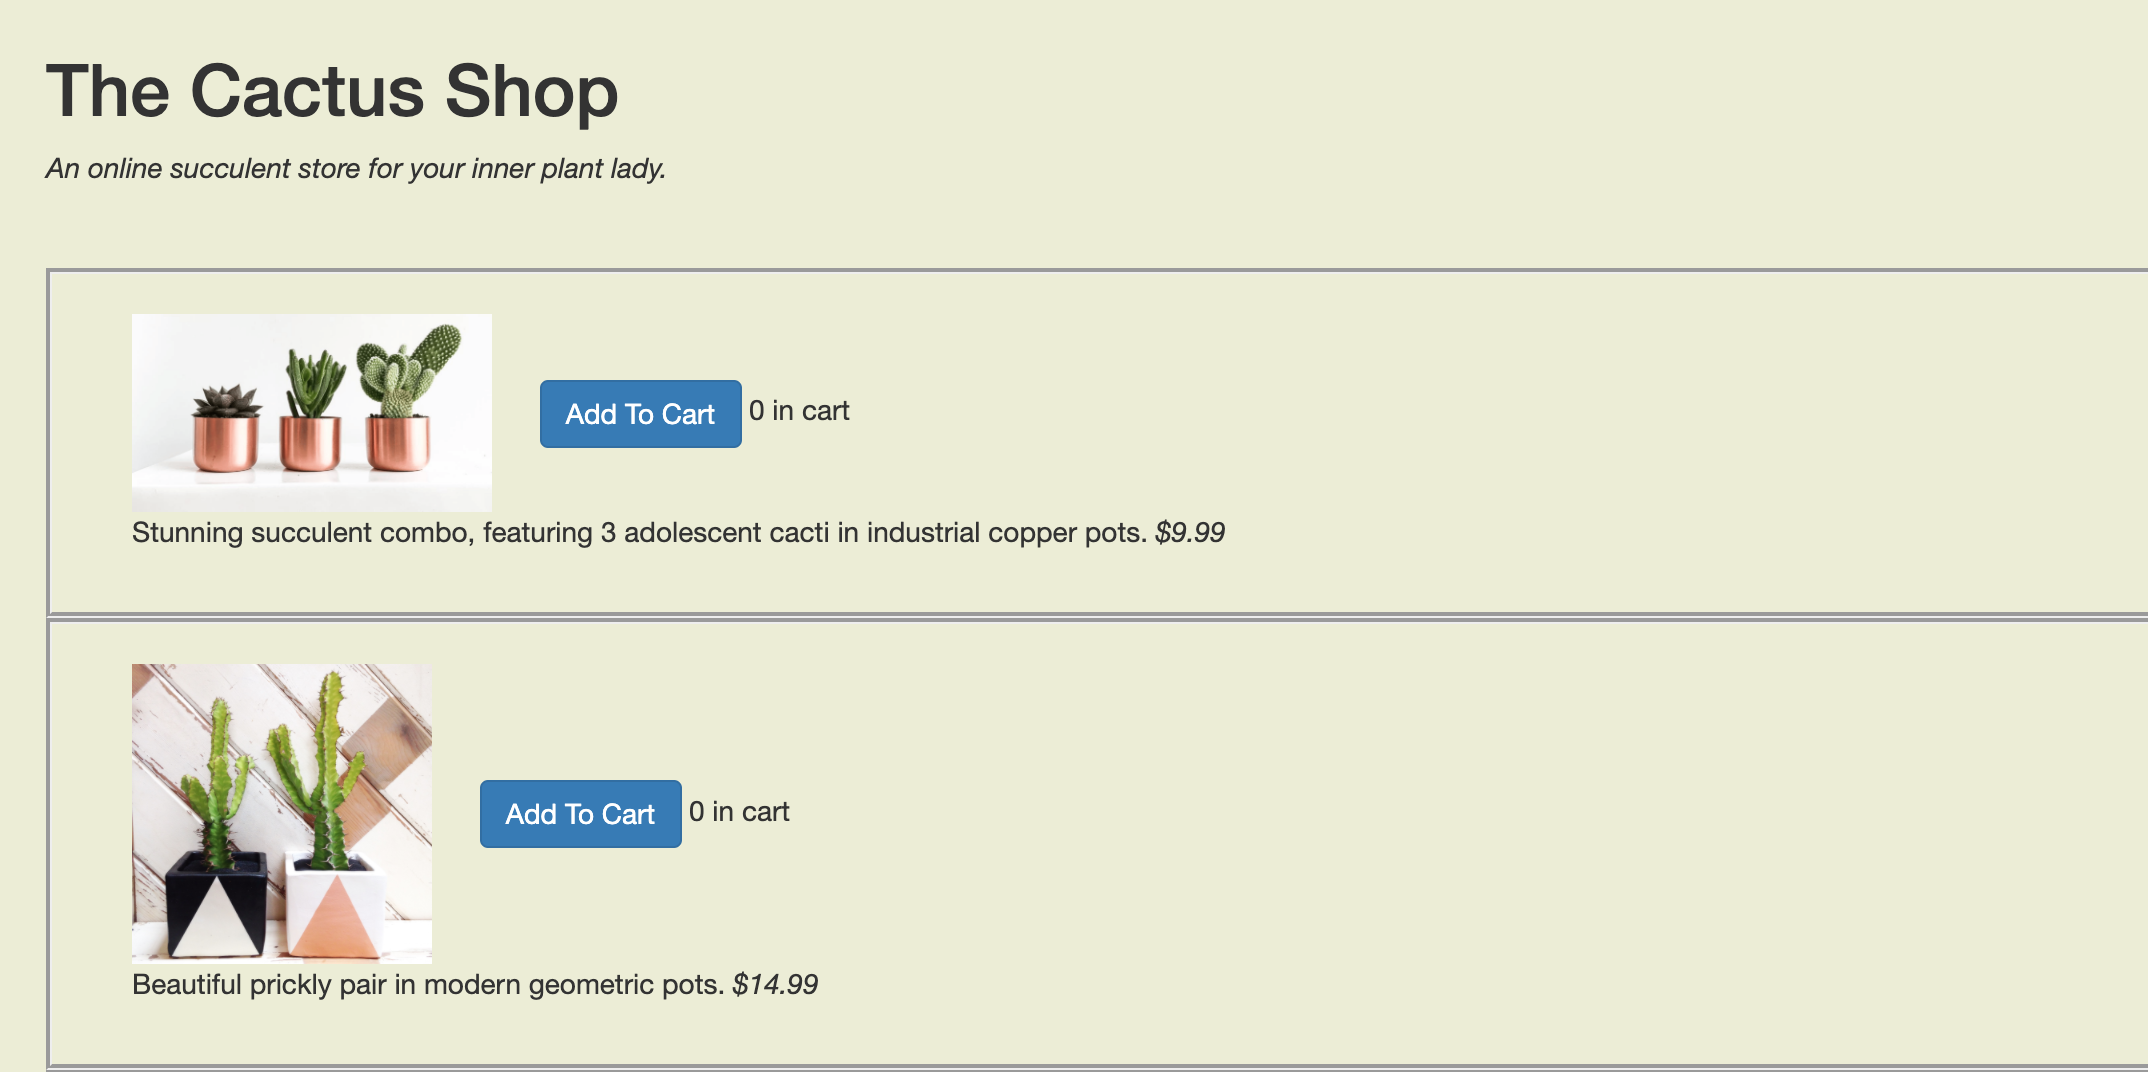 The Cactus Shop
An online succulent store for your inner plant lady.
Add To Cart 0 in cart
Stunning succulent combo, featuring 3 adolescent cacti in industrial copper pots. $9.99
Add To Cart 0 in cart
Beautiful prickly pair in modern geometric pots. $14.99